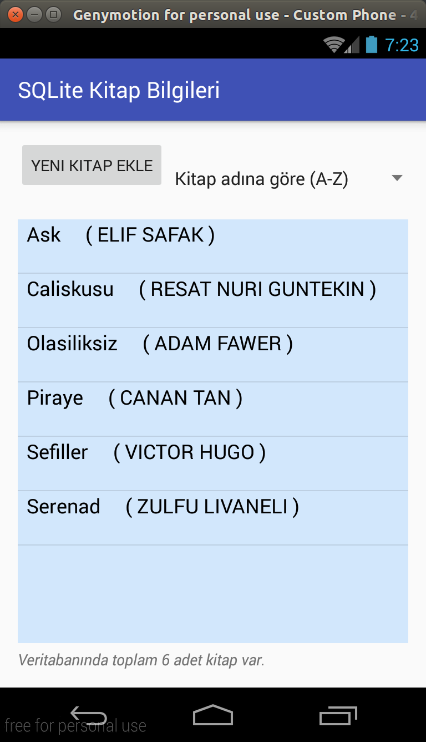 Genymotion for personal use - Custom Phone - 4
7:23
SQLite Kitap Bilgileri
YENI KITAP EKLE
Kitap adına göre (A-Z)
Ask ( ELIF SAFAK )
Caliskusu ( RESAT NURI GUNTEKIN )
Olasiliksiz ( ADAM FAWER )
Piraye ( CANAN TAN )
Sefiller ( VICTOR HUGO )
Serenad ( ZULFU LIVANELI )
Veritabanında toplam 6 adet kitap var.
free for personal use